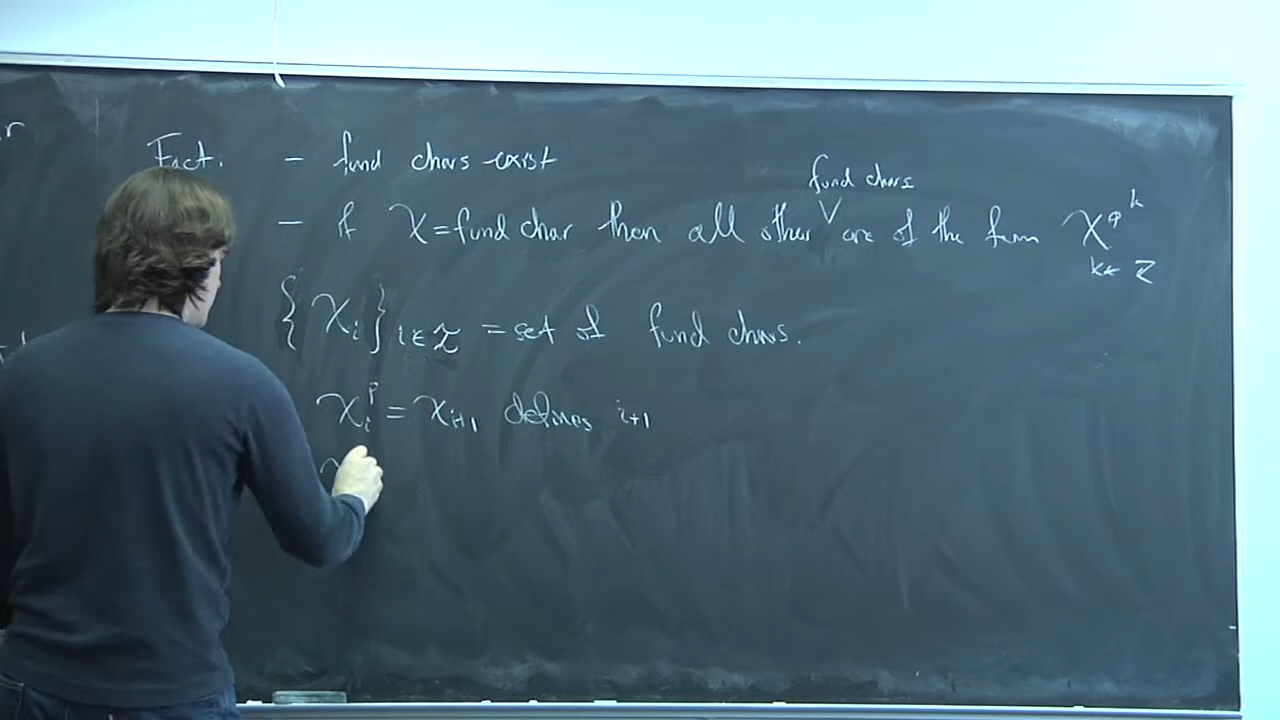 Fact. - fund chars exist
fund chars
- if χ = fund char then all other V are of the form χ^{φ^k}
k ∈ Z
{χ_i}_{i ∈ Z} = set of fund chars.
χ_i^p = χ_{i+1} defines i+1